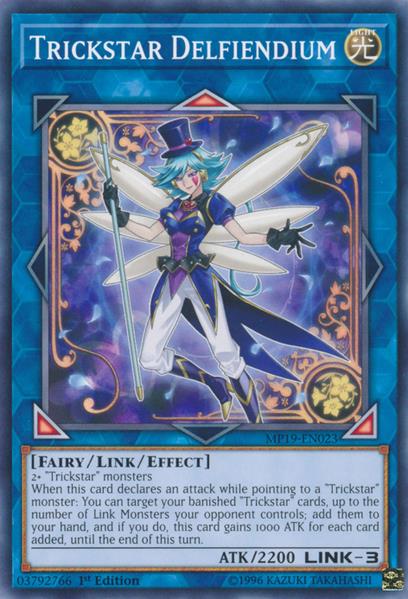 TRICKSTAR DELFIENDIUM
LIGHT
光
MP19-EN023
[FAIRY/LINK/EFFECT]
2+ "Trickstar" monsters
When this card declares an attack while pointing to a "Trickstar"
monster: You can target your banished "Trickstar" cards, up to the
number of Link Monsters your opponent controls; add them to
your hand, and if you do, this card gains 1000 ATK for each card
added, until the end of this turn.
ATK/2200 LINK-3
03792766 1st Edition ©1996 KAZUKI TAKAHASHI